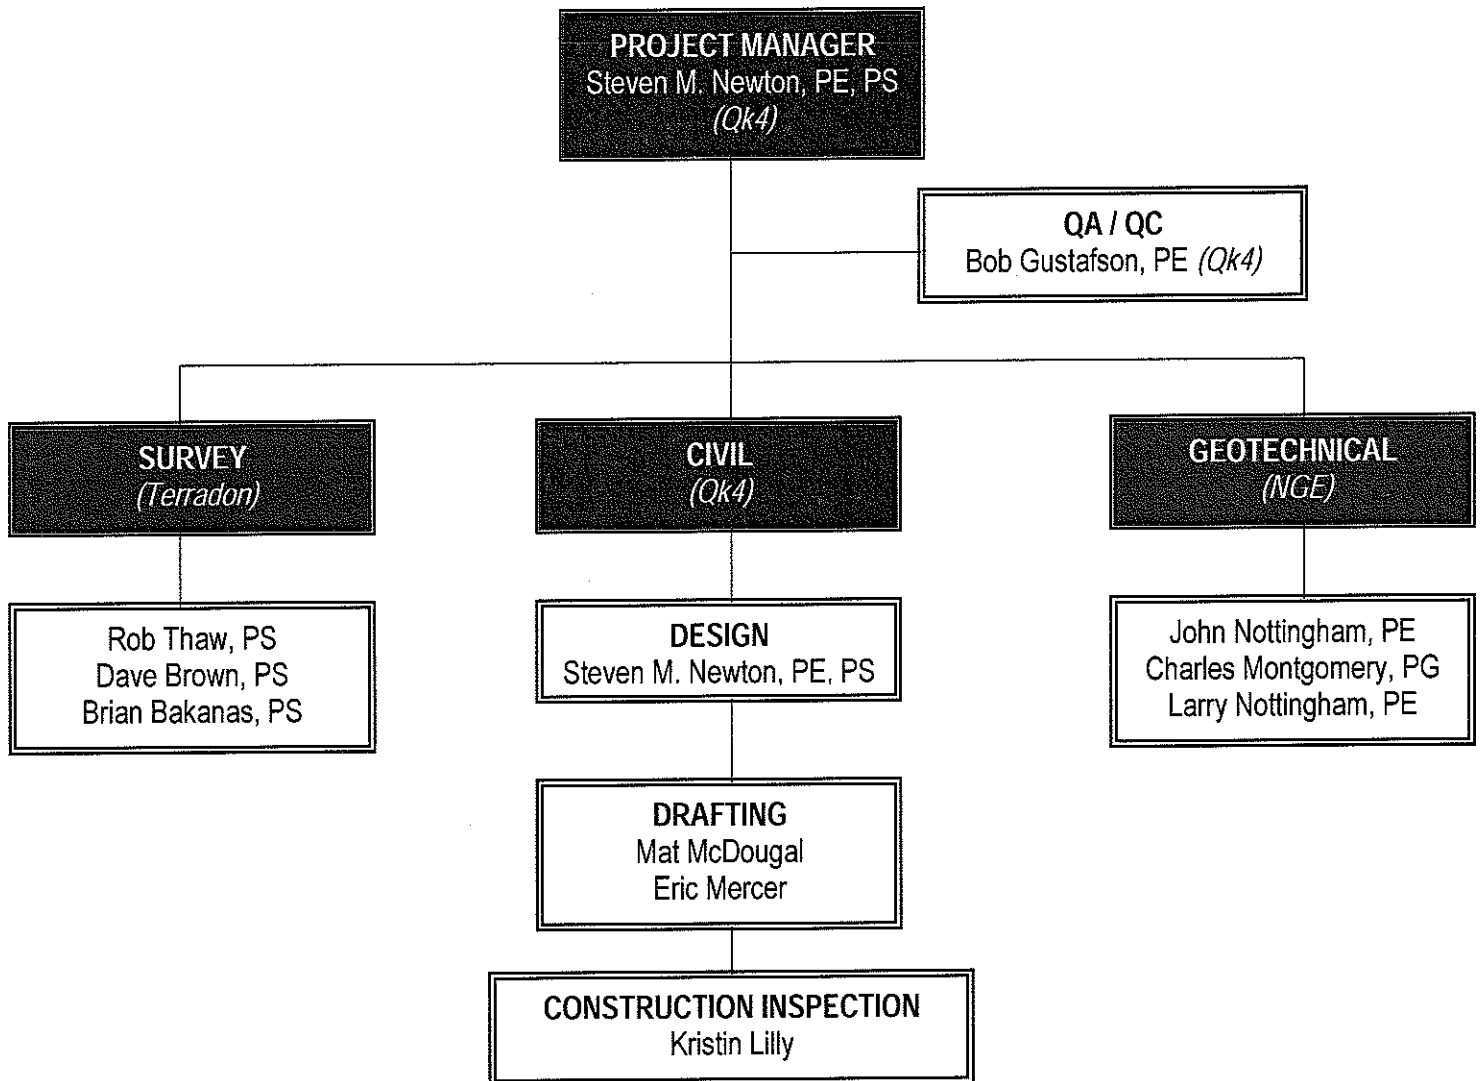 PROJECT MANAGER
Steven M. Newton, PE, PS
(Qk4)
QA / QC
Bob Gustafson, PE (Qk4)
SURVEY
(Terradon)
CIVIL
(Qk4)
GEOTECHNICAL
(NGE)
Rob Thaw, PS
Dave Brown, PS
Brian Bakanas, PS
DESIGN
Steven M. Newton, PE, PS
John Nottingham, PE
Charles Montgomery, PG
Larry Nottingham, PE
DRAFTING
Mat McDougal
Eric Mercer
CONSTRUCTION INSPECTION
Kristin Lilly